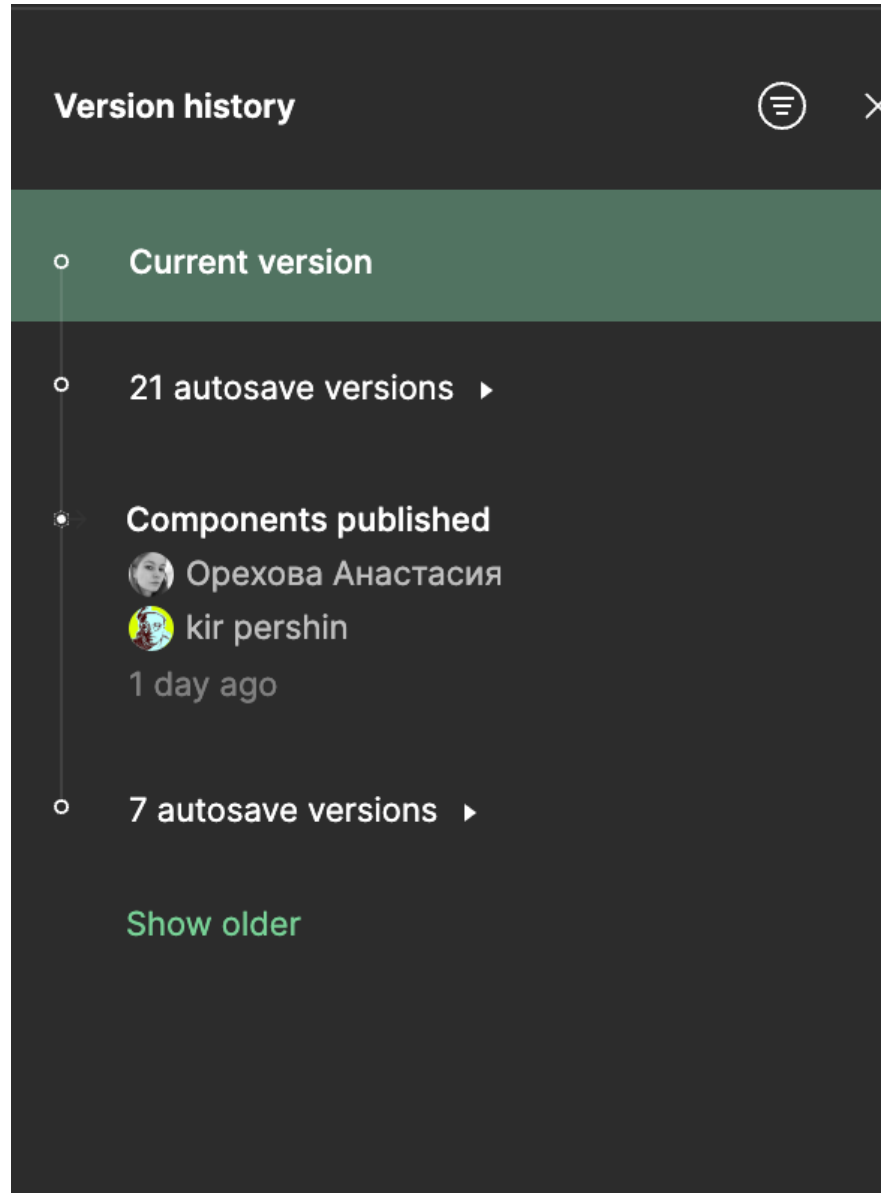 Version history
Current version
21 autosave versions
Components published
Орехова Анастасия
kir pershin
1 day ago
7 autosave versions
Show older